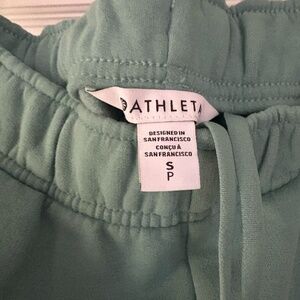 ATHLETA
DESIGNED IN
SAN FRANCISCO
CONÇU À
SAN FRANCISCO
S
P